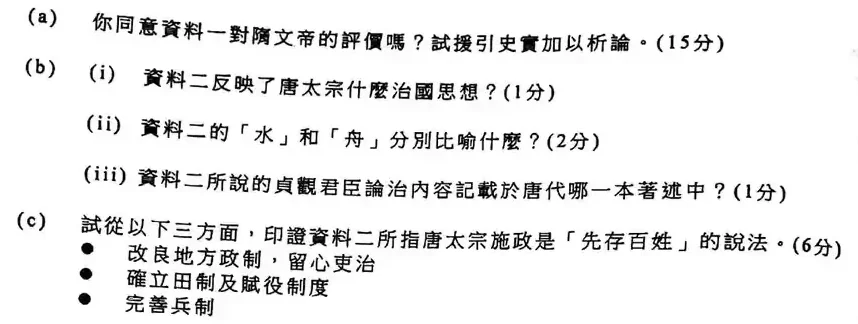 (a) 你同意資料一對隋文帝的評價嗎？試援引史實加以析論。(15分)
(b) (i) 資料二反映了唐太宗什麼治國思想？(1分)
(ii) 資料二的「水」和「舟」分別比喻什麼？(2分)
(iii) 資料二所說的貞觀君臣論治內容記載於唐代哪一本著述中？(1分)
(c) 試從以下三方面，印證資料二所指唐太宗施政是「先存百姓」的說法。(6分)
● 改良地方政制，留心吏治
● 確立田制及賦役制度
● 完善兵制